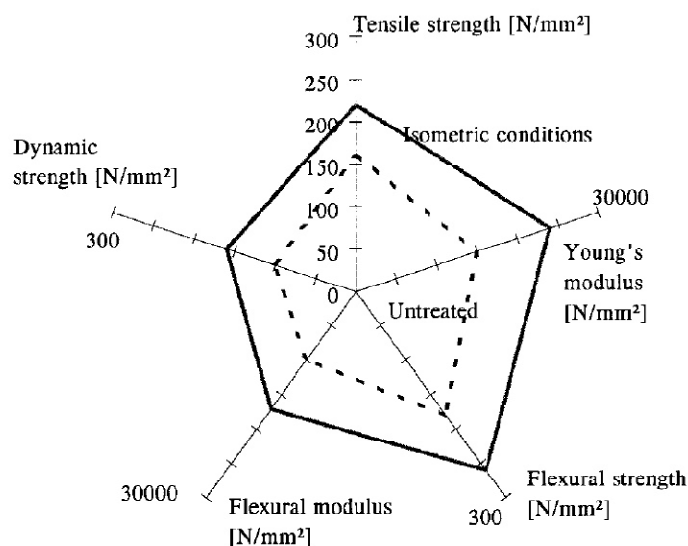 Tensile strength [N/mm²]
300
250
200
Isometric conditions
Dynamic
strength [N/mm²]
150
30000
300
100
50
Young's
modulus
[N/mm²]
0
Untreated
30000
Flexural modulus
[N/mm²]
300
Flexural strength
[N/mm²]